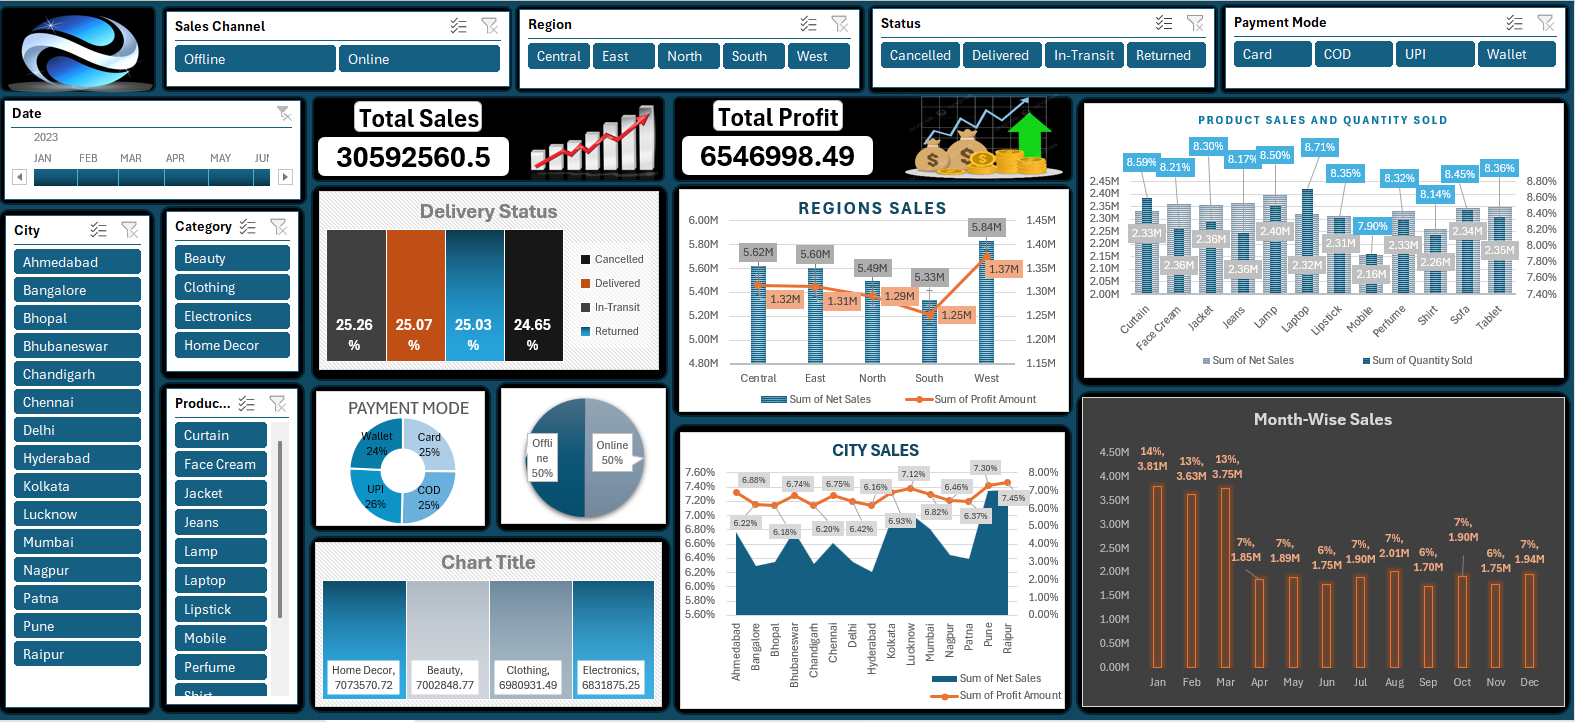 Sales Channel
Offline
Online
Region
Central
East
North
South
West
Status
Cancelled
Delivered
In-Transit
Returned
Payment Mode
Card
COD
UPI
Wallet
Date
2023
JAN FEB MAR APR MAY JUN
Total Sales
30592560.5
Total Profit
6546998.49
City
Ahmedabad
Bangalore
Bhopal
Bhubaneswar
Chandigarh
Chennai
Delhi
Hyderabad
Kolkata
Lucknow
Mumbai
Nagpur
Patna
Pune
Raipur
Category
Beauty
Clothing
Electronics
Home Decor
Produc...
Curtain
Face Cream
Jacket
Jeans
Lamp
Laptop
Lipstick
Mobile
Perfume
Shirt
Delivery Status
25.26
%
25.07
%
25.03
%
24.65
%
Cancelled
Delivered
In-Transit
Returned
PAYMENT MODE
Wallet
24%
Card
25%
UPI
26%
COD
25%
Offli
ne
50%
Online
50%
Chart Title
Home Decor,
7073570.72
Beauty,
7002848.77
Clothing,
6980931.49
Electronics,
6831875.25
REGIONS SALES
6.00M
5.80M
5.60M
5.40M
5.20M
5.00M
4.80M
5.62M
5.60M
5.49M
5.33M
5.84M
1.32M
1.31M
1.29M
1.25M
1.37M
1.45M
1.40M
1.35M
1.30M
1.25M
1.20M
1.15M
Central East North South West
Sum of Net Sales
Sum of Profit Amount
CITY SALES
7.60%
7.40%
7.20%
7.00%
6.80%
6.60%
6.40%
6.20%
6.00%
5.80%
5.60%
6.22%
6.88%
6.18%
6.74%
6.20%
6.75%
6.42%
6.16%
6.93%
7.12%
6.82%
6.46%
6.37%
7.30%
7.45%
8.00%
7.00%
6.00%
5.00%
4.00%
3.00%
2.00%
1.00%
0.00%
Ahmedabad
Bangalore
Bhopal
Bhubaneswar
Chandigarh
Chennai
Delhi
Hyderabad
Kolkata
Lucknow
Mumbai
Nagpur
Patna
Pune
Raipur
Sum of Net Sales
Sum of Profit Amount
PRODUCT SALES AND QUANTITY SOLD
2.45M
2.40M
2.35M
2.30M
2.25M
2.20M
2.15M
2.10M
2.05M
2.00M
8.59%
8.21%
8.30%
8.17%
8.50%
8.71%
8.35%
7.90%
8.32%
8.14%
8.45%
8.36%
2.33M
2.36M
2.36M
2.36M
2.40M
2.32M
2.31M
2.16M
2.33M
2.26M
2.34M
2.35M
8.80%
8.60%
8.40%
8.20%
8.00%
7.80%
7.60%
7.40%
Curtain
Face Cream
Jacket
Jeans
Lamp
Laptop
Lipstick
Mobile
Perfume
Shirt
Sofa
Tablet
Sum of Net Sales
Sum of Quantity Sold
Month-Wise Sales
4.50M
4.00M
3.50M
3.00M
2.50M
2.00M
1.50M
1.00M
0.50M
0.00M
14%,
3.81M
13%,
3.63M
13%,
3.75M
7%,
1.85M
7%,
1.89M
6%,
1.75M
7%,
1.90M
7%,
2.01M
6%,
1.70M
7%,
1.90M
6%,
1.75M
7%,
1.94M
Jan Feb Mar Apr May Jun Jul Aug Sep Oct Nov Dec